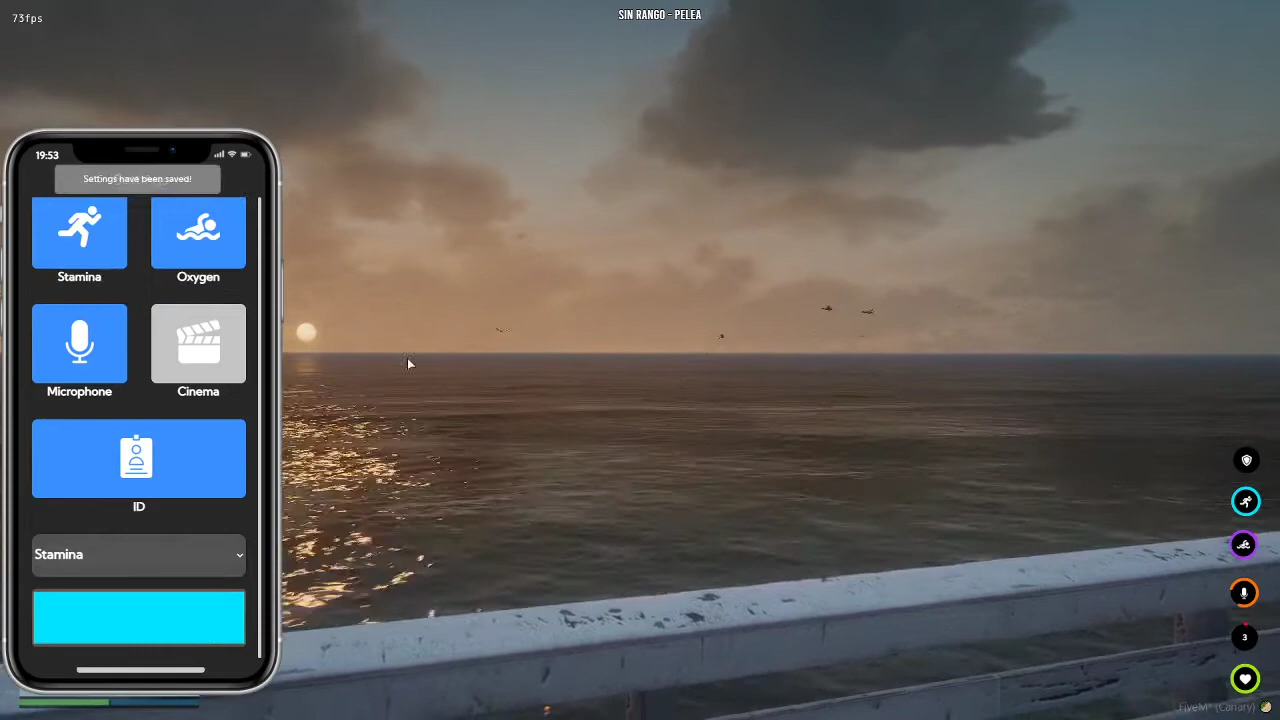 73fps
SIN RANGO - PELEA
19:53
Settings have been saved!
Stamina
Oxygen
Microphone
Cinema
ID
Stamina
3
FiveM® (Canary)